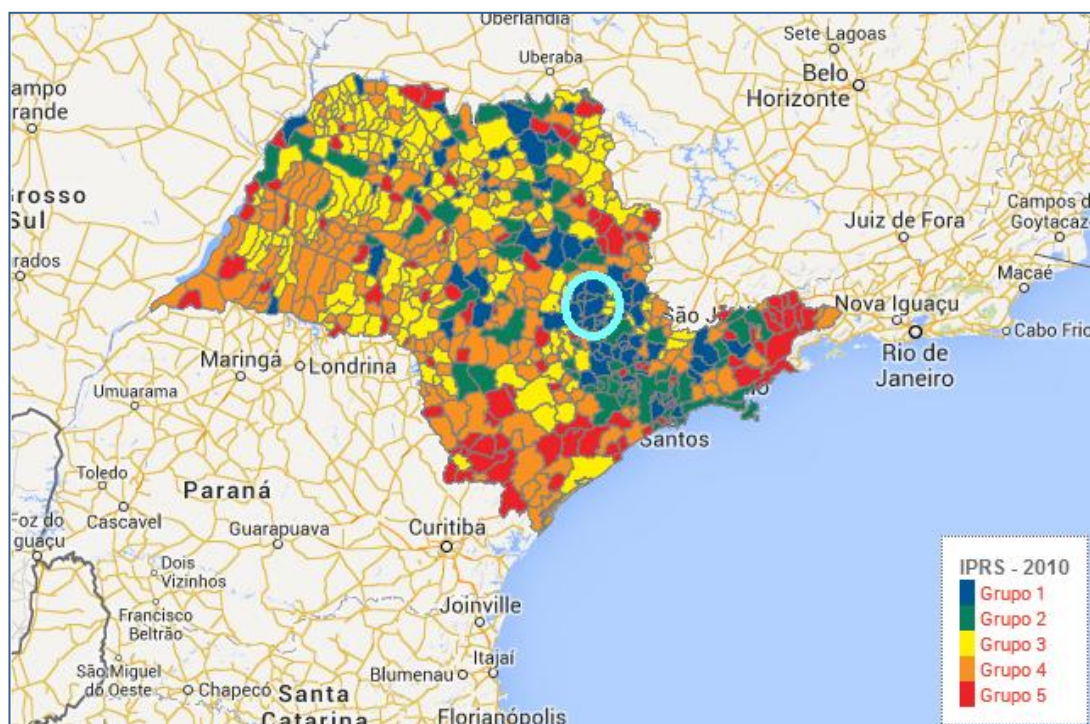 Uberlandia
Uberaba
Sete Lagoas
Belo
Horizonte
ampo
rande
rosso
Sul
rados
Juiz de Fora
Campos d
Goytacaz
Macaé
São J
Nova Iguaçu
Cabo Fric
Rio de
Janeiro
Maringá
Londrina
Umuarama
Santos
Toledo
Cascavel
Paraná
Foz do
guaçu
Guarapuava
Curitiba
Dois
Vizinhos
Francisco
Beltrão
Joinville
São Miguel
do Oeste
Chapecó
Blumenau
Itajaí
Santa
Catarina
Florianópolis
IPRS - 2010
Grupo 1
Grupo 2
Grupo 3
Grupo 4
Grupo 5